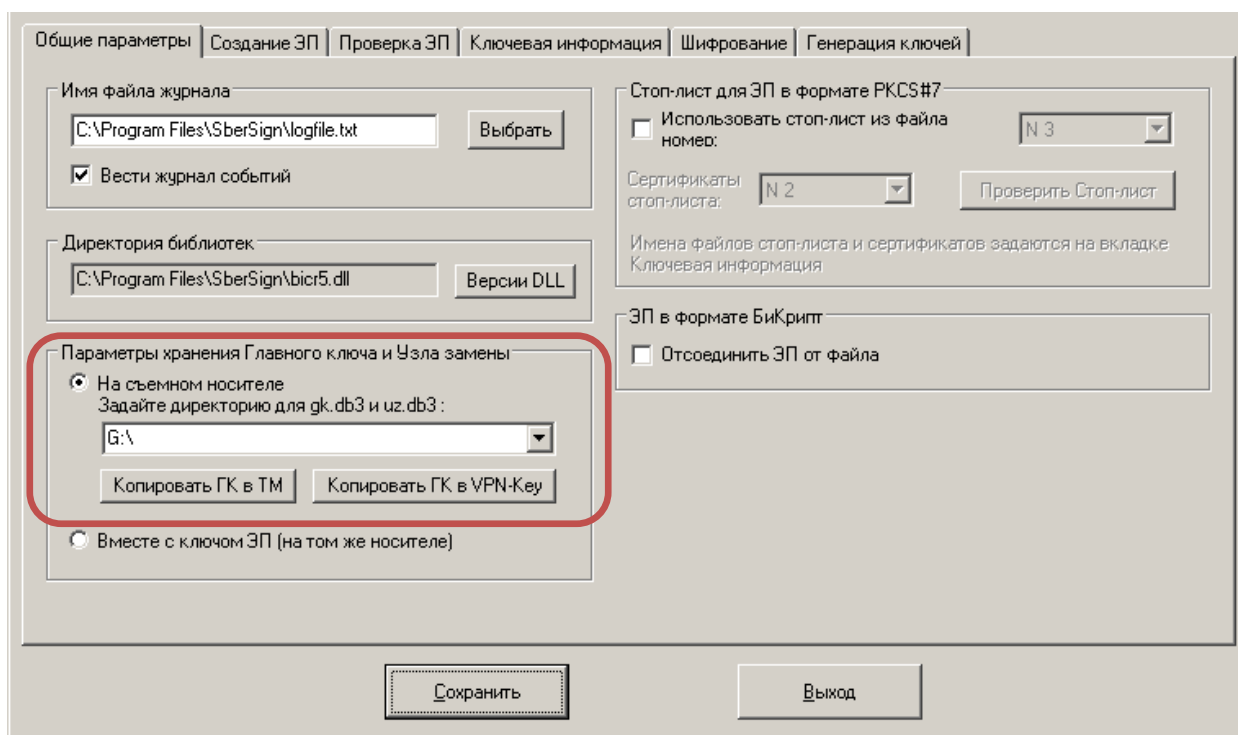 Общие параметры
Создание ЭП
Проверка ЭП
Ключевая информация
Шифрование
Генерация ключей
Имя файла журнала
C:\Program Files\SberSign\logfile.txt
Выбрать
Вести журнал событий
Директория библиотек
C:\Program Files\SberSign\bicr5.dll
Версии DLL
Параметры хранения Главного ключа и Узла замены
На съемном носителе
Задайте директорию для gk.db3 и uz.db3 :
G:\
Копировать ГК в ТМ
Копировать ГК в VPN-Key
Вместе с ключом ЭП (на том же носителе)
Стоп-лист для ЭП в формате PKCS#7
Использовать стоп-лист из файла
номер:
N 3
Сертификаты
стоп-листа:
N 2
Проверить Стоп-лист
Имена файлов стоп-листа и сертификатов задаются на вкладке
Ключевая информация
ЭП в формате БиКрипт
Отсоединить ЭП от файла
Сохранить
Выход